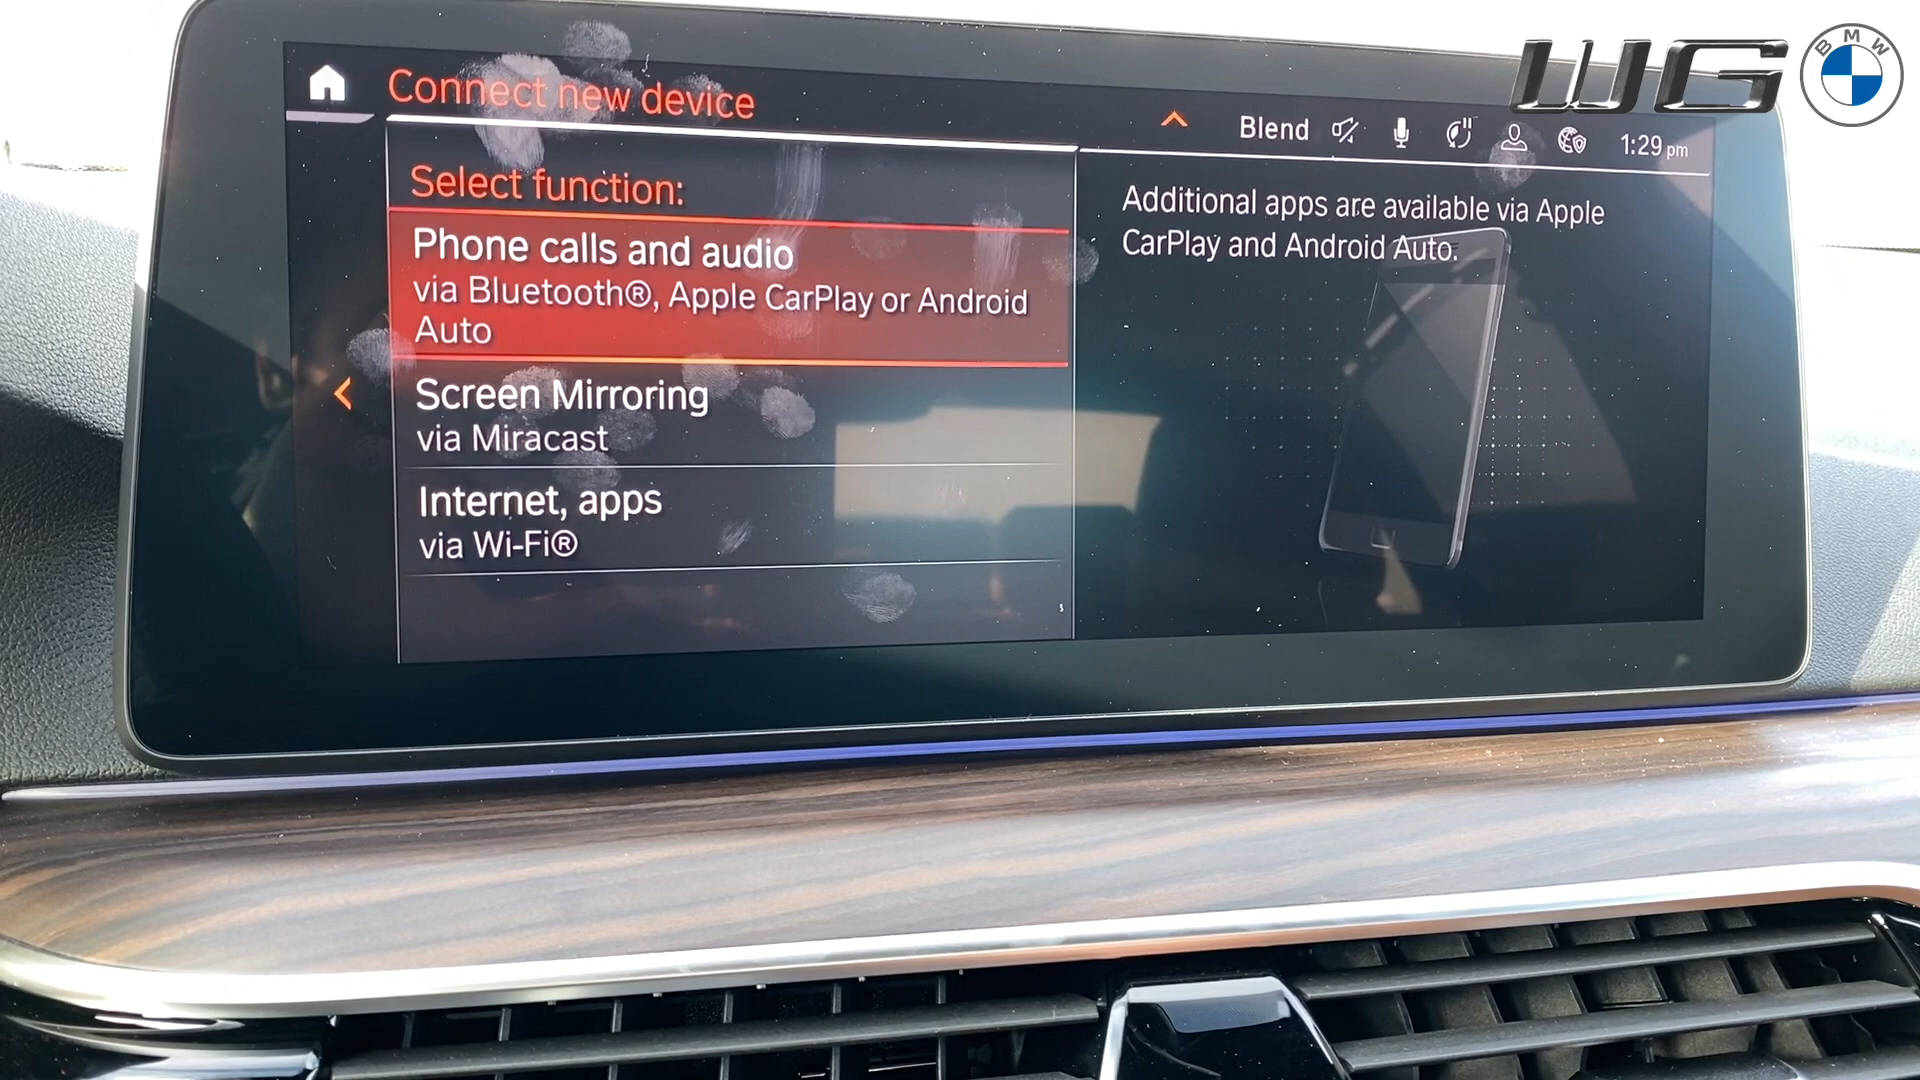 WG
BMW
Connect new device
Blend
1:29 pm
Select function:
Phone calls and audio
via Bluetooth®, Apple CarPlay or Android
Auto
Screen Mirroring
via Miracast
Internet, apps
via Wi-Fi®
Additional apps are available via Apple
CarPlay and Android Auto.